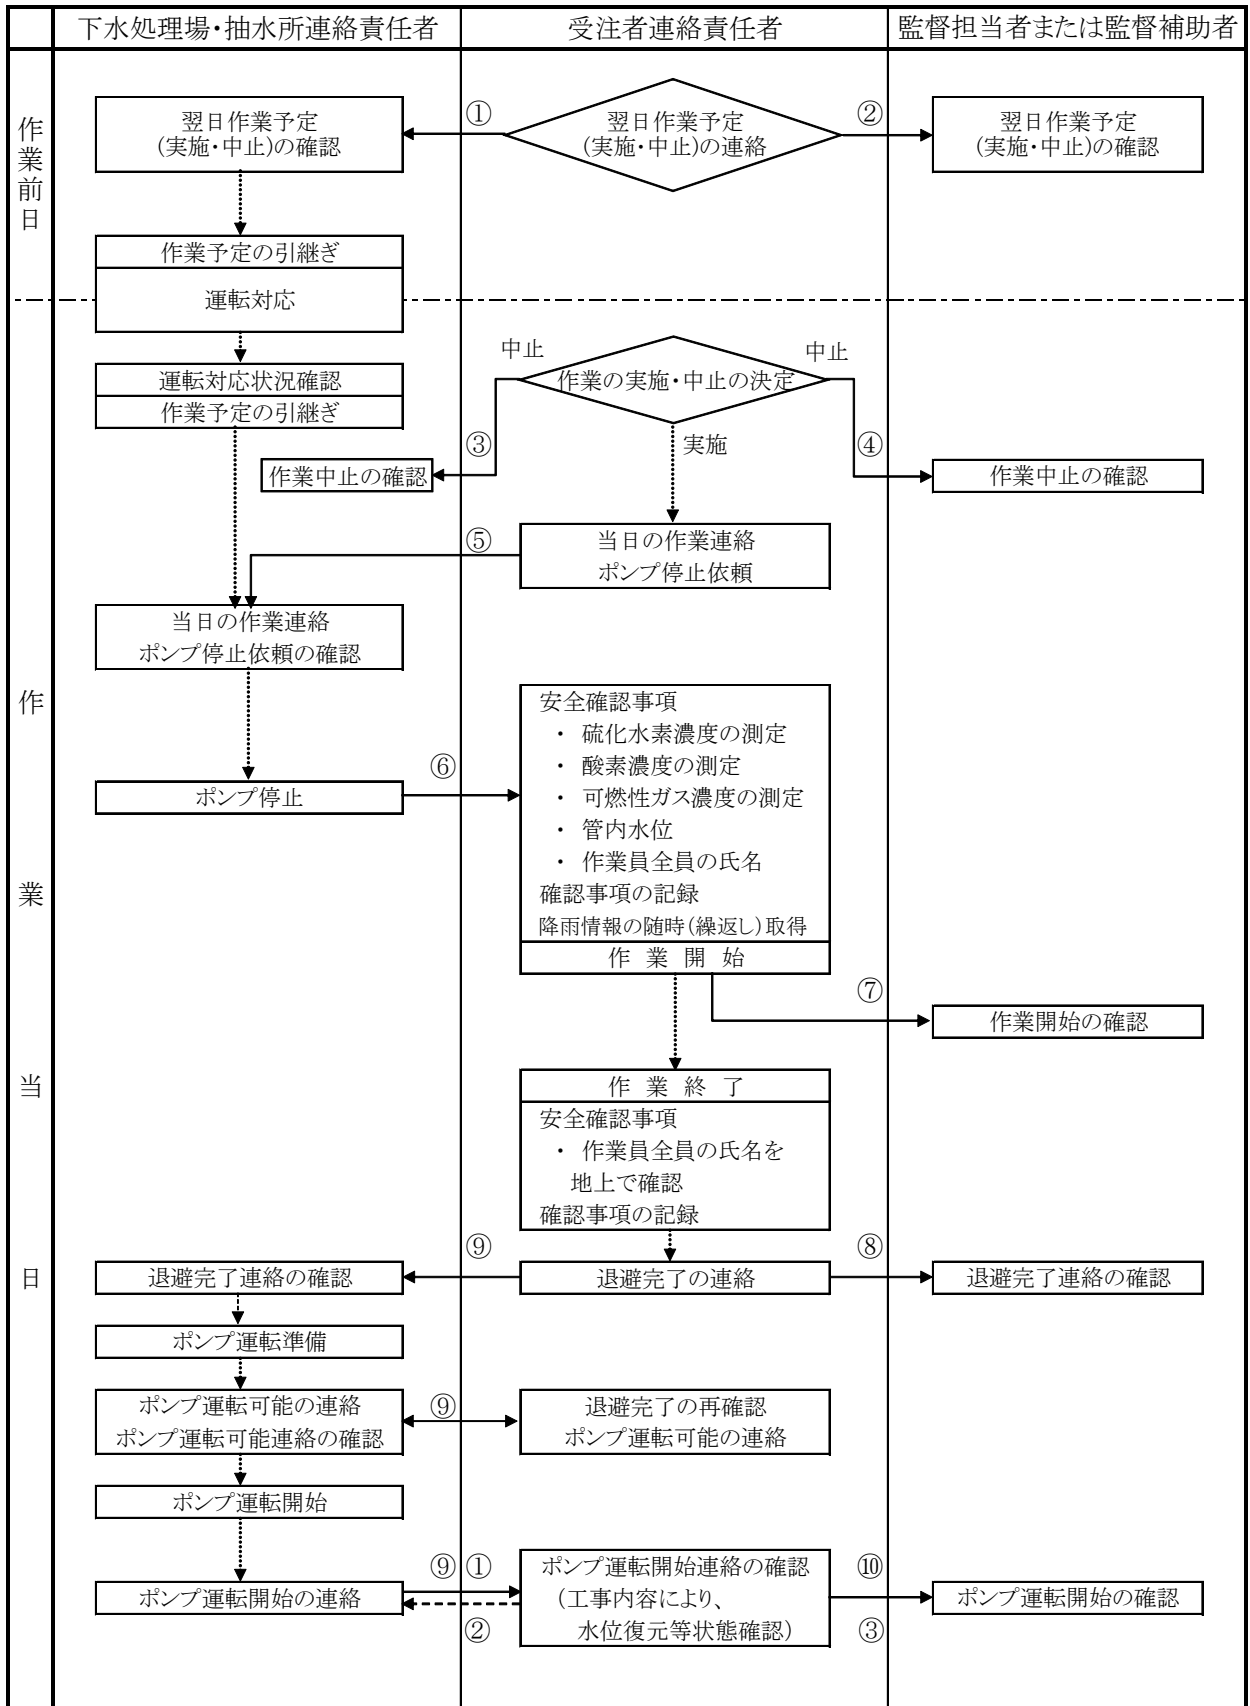 下水処理場・抽水所連絡責任者
受注者連絡責任者
監督担当者または監督補助者
作業前日
①
②
翌日作業予定
(実施・中止)の確認
翌日作業予定
(実施・中止)の連絡
翌日作業予定
(実施・中止)の確認
作業予定の引継ぎ
運転対応
中止
中止
運転対応状況確認
作業予定の引継ぎ
作業の実施・中止の決定
③
実施
④
作業中止の確認
作業中止の確認
⑤
当日の作業連絡
ポンプ停止依頼
当日の作業連絡
ポンプ停止依頼の確認
作業当日
⑥
ポンプ停止
安全確認事項
・ 硫化水素濃度の測定
・ 酸素濃度の測定
・ 可燃性ガス濃度の測定
・ 管内水位
・ 作業員全員の氏名
確認事項の記録
降雨情報の随時(繰返し)取得
作 業 開 始
⑦
作業開始の確認
作 業 終 了
安全確認事項
・ 作業員全員の氏名を
地上で確認
確認事項の記録
⑨
⑧
退避完了連絡の確認
退避完了の連絡
退避完了連絡の確認
ポンプ運転準備
ポンプ運転可能の連絡
ポンプ運転可能連絡の確認
⑨
退避完了の再確認
ポンプ運転可能の連絡
ポンプ運転開始
⑨ ①
⑩
ポンプ運転開始の連絡
ポンプ運転開始連絡の確認
(工事内容により、
水位復元等状態確認)
ポンプ運転開始の確認
②
③